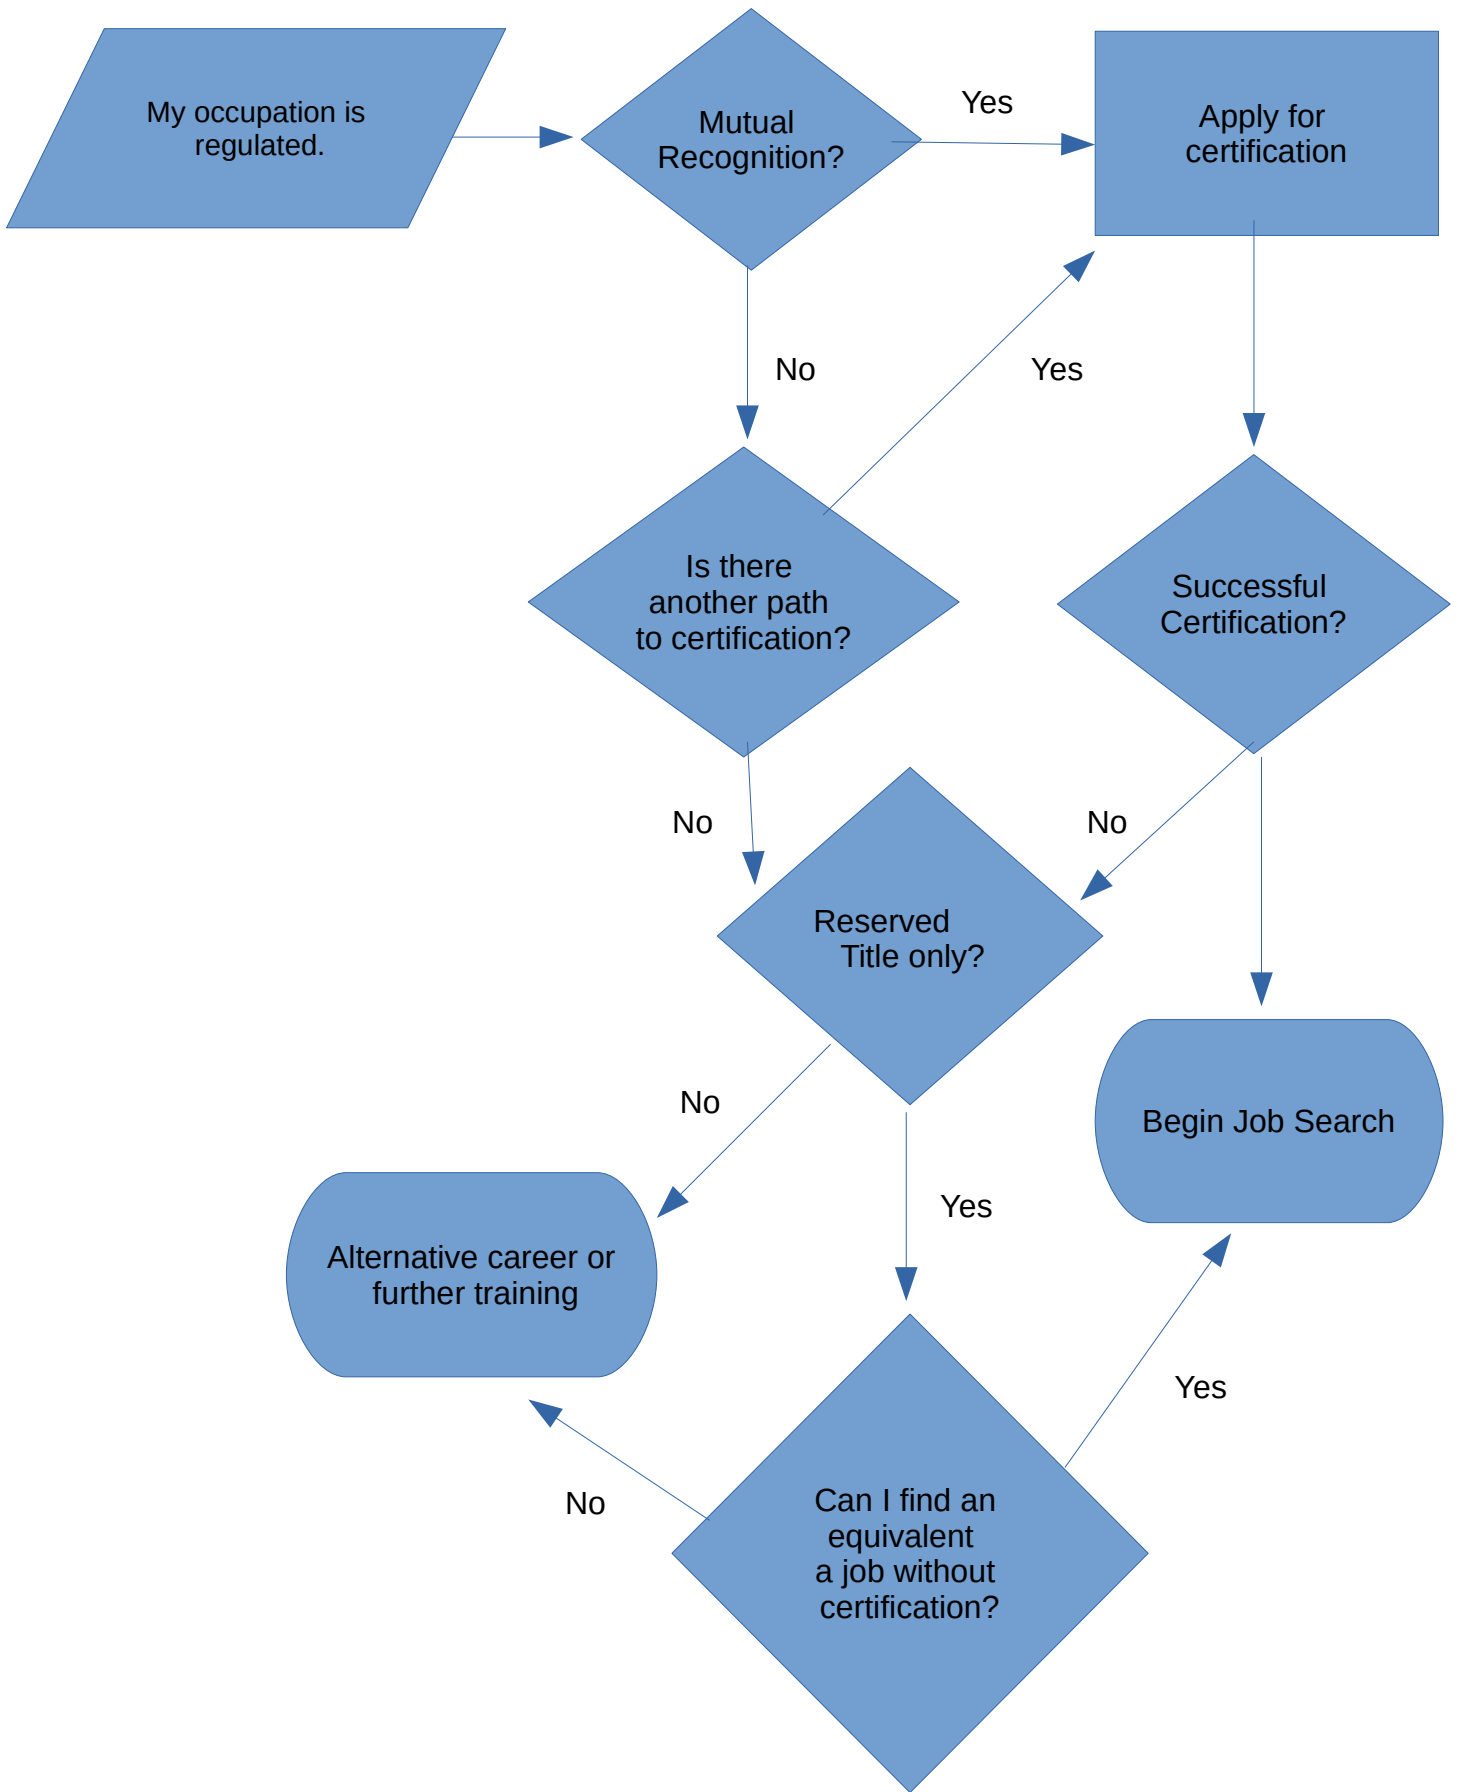 My occupation is
regulated.
Mutual
Recognition?
Yes
Apply for
certification
No
Yes
Is there
another path
to certification?
Successful
Certification?
No
No
Reserved
Title only?
No
Yes
Begin Job Search
Alternative career or
further training
Yes
No
Can I find an
equivalent
a job without
certification?